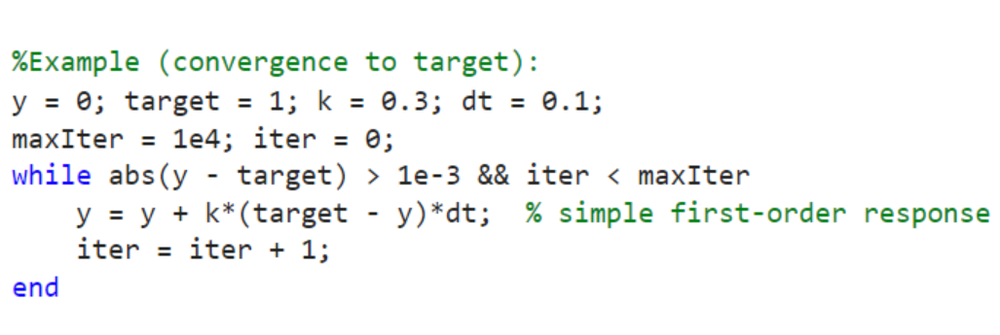 %Example (convergence to target):
y = 0; target = 1; k = 0.3; dt = 0.1;
maxIter = 1e4; iter = 0;
while abs(y - target) > 1e-3 && iter < maxIter
    y = y + k*(target - y)*dt;  % simple first-order response
    iter = iter + 1;
end